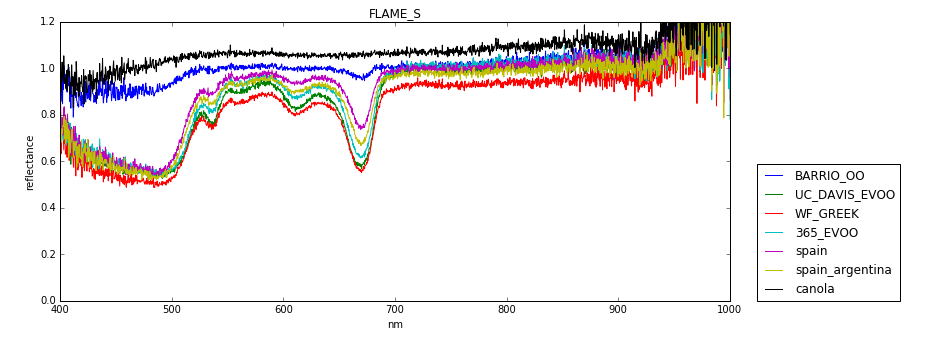 FLAME_S
1.2
1.0
0.8
0.6
0.4
0.2
0.0
reflectance
400
500
600
700
800
900
1000
nm
BARRIO_OO
UC_DAVIS_EVOO
WF_GREEK
365_EVOO
spain
spain_argentina
canola